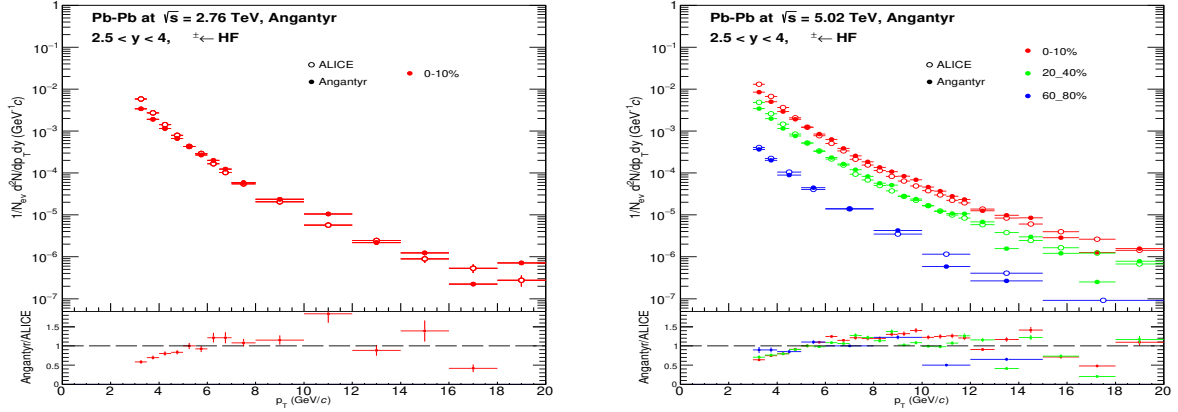 Pb-Pb at √s = 2.76 TeV, Angantyr
2.5 < y < 4, ± ← HF
ALICE
Angantyr
0-10%
1/N_ev d²N/dp_T dy (GeV⁻¹c)
1
10⁻¹
10⁻²
10⁻³
10⁻⁴
10⁻⁵
10⁻⁶
10⁻⁷
Angantyr/ALICE
1.5
1
0.5
0
0 2 4 6 8 10 12 14 16 18 20
p_T (GeV/c)
Pb-Pb at √s = 5.02 TeV, Angantyr
2.5 < y < 4, ± ← HF
ALICE
Angantyr
0-10%
20_40%
60_80%
1/N_ev d²N/dp_T dy (GeV⁻¹c)
1
10⁻¹
10⁻²
10⁻³
10⁻⁴
10⁻⁵
10⁻⁶
10⁻⁷
Angantyr/ALICE
1.5
1
0.5
0
0 2 4 6 8 10 12 14 16 18 20
p_T (GeV/c)